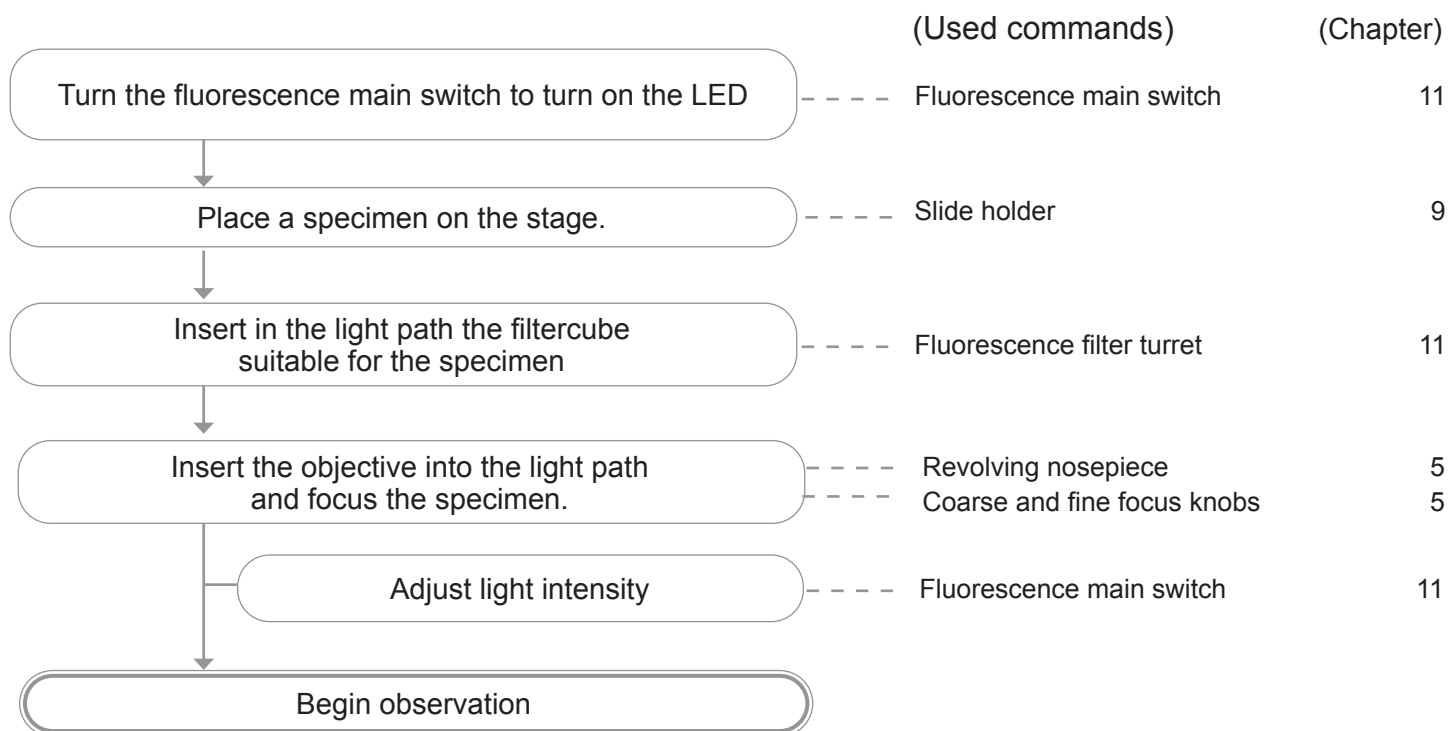 (Used commands) (Chapter)
Turn the fluorescence main switch to turn on the LED Fluorescence main switch 11
Place a specimen on the stage. Slide holder 9
Insert in the light path the filtercube
suitable for the specimen
Fluorescence filter turret 11
Insert the objective into the light path
and focus the specimen.
Revolving nosepiece 5
Coarse and fine focus knobs 5
Adjust light intensity Fluorescence main switch 11
Begin observation